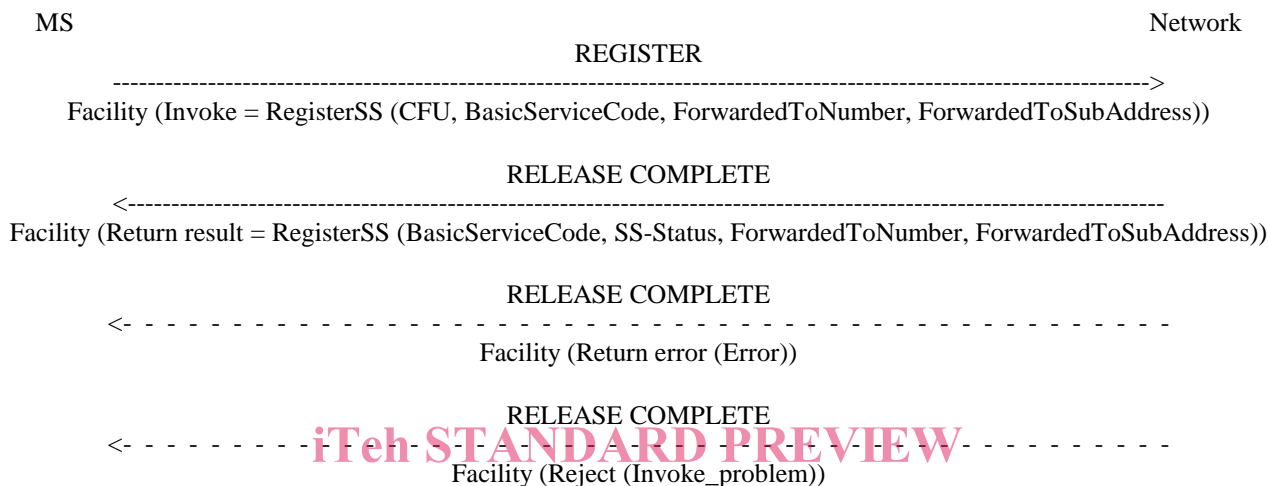 MS Network
REGISTER
------------------------------------------------------------------------------------------------------------------------>
Facility (Invoke = RegisterSS (CFU, BasicServiceCode, ForwardedToNumber, ForwardedToSubAddress))
RELEASE COMPLETE
<------------------------------------------------------------------------------------------------------------------------
Facility (Return result = RegisterSS (BasicServiceCode, SS-Status, ForwardedToNumber, ForwardedToSubAddress))
RELEASE COMPLETE
<- - - - - - - - - - - - - - - - - - - - - - - - - - - - - - - - - - - - - - - - - - - - - - - -
Facility (Return error (Error))
RELEASE COMPLETE
<- - - - - - - - - - - - - - - - - - - - - - - - - - - - - - - - - - - - - - - - - - - - - - - -
iTeh STANDARD PREVIEW
Facility (Reject (Invoke_problem))